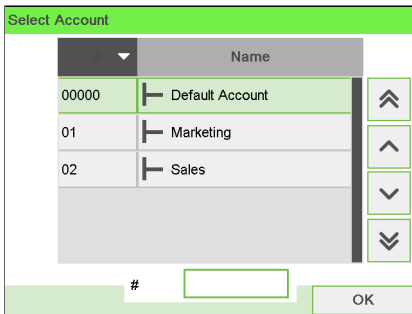 Select Account
# Name
00000 Default Account
01 Marketing
02 Sales
#
OK